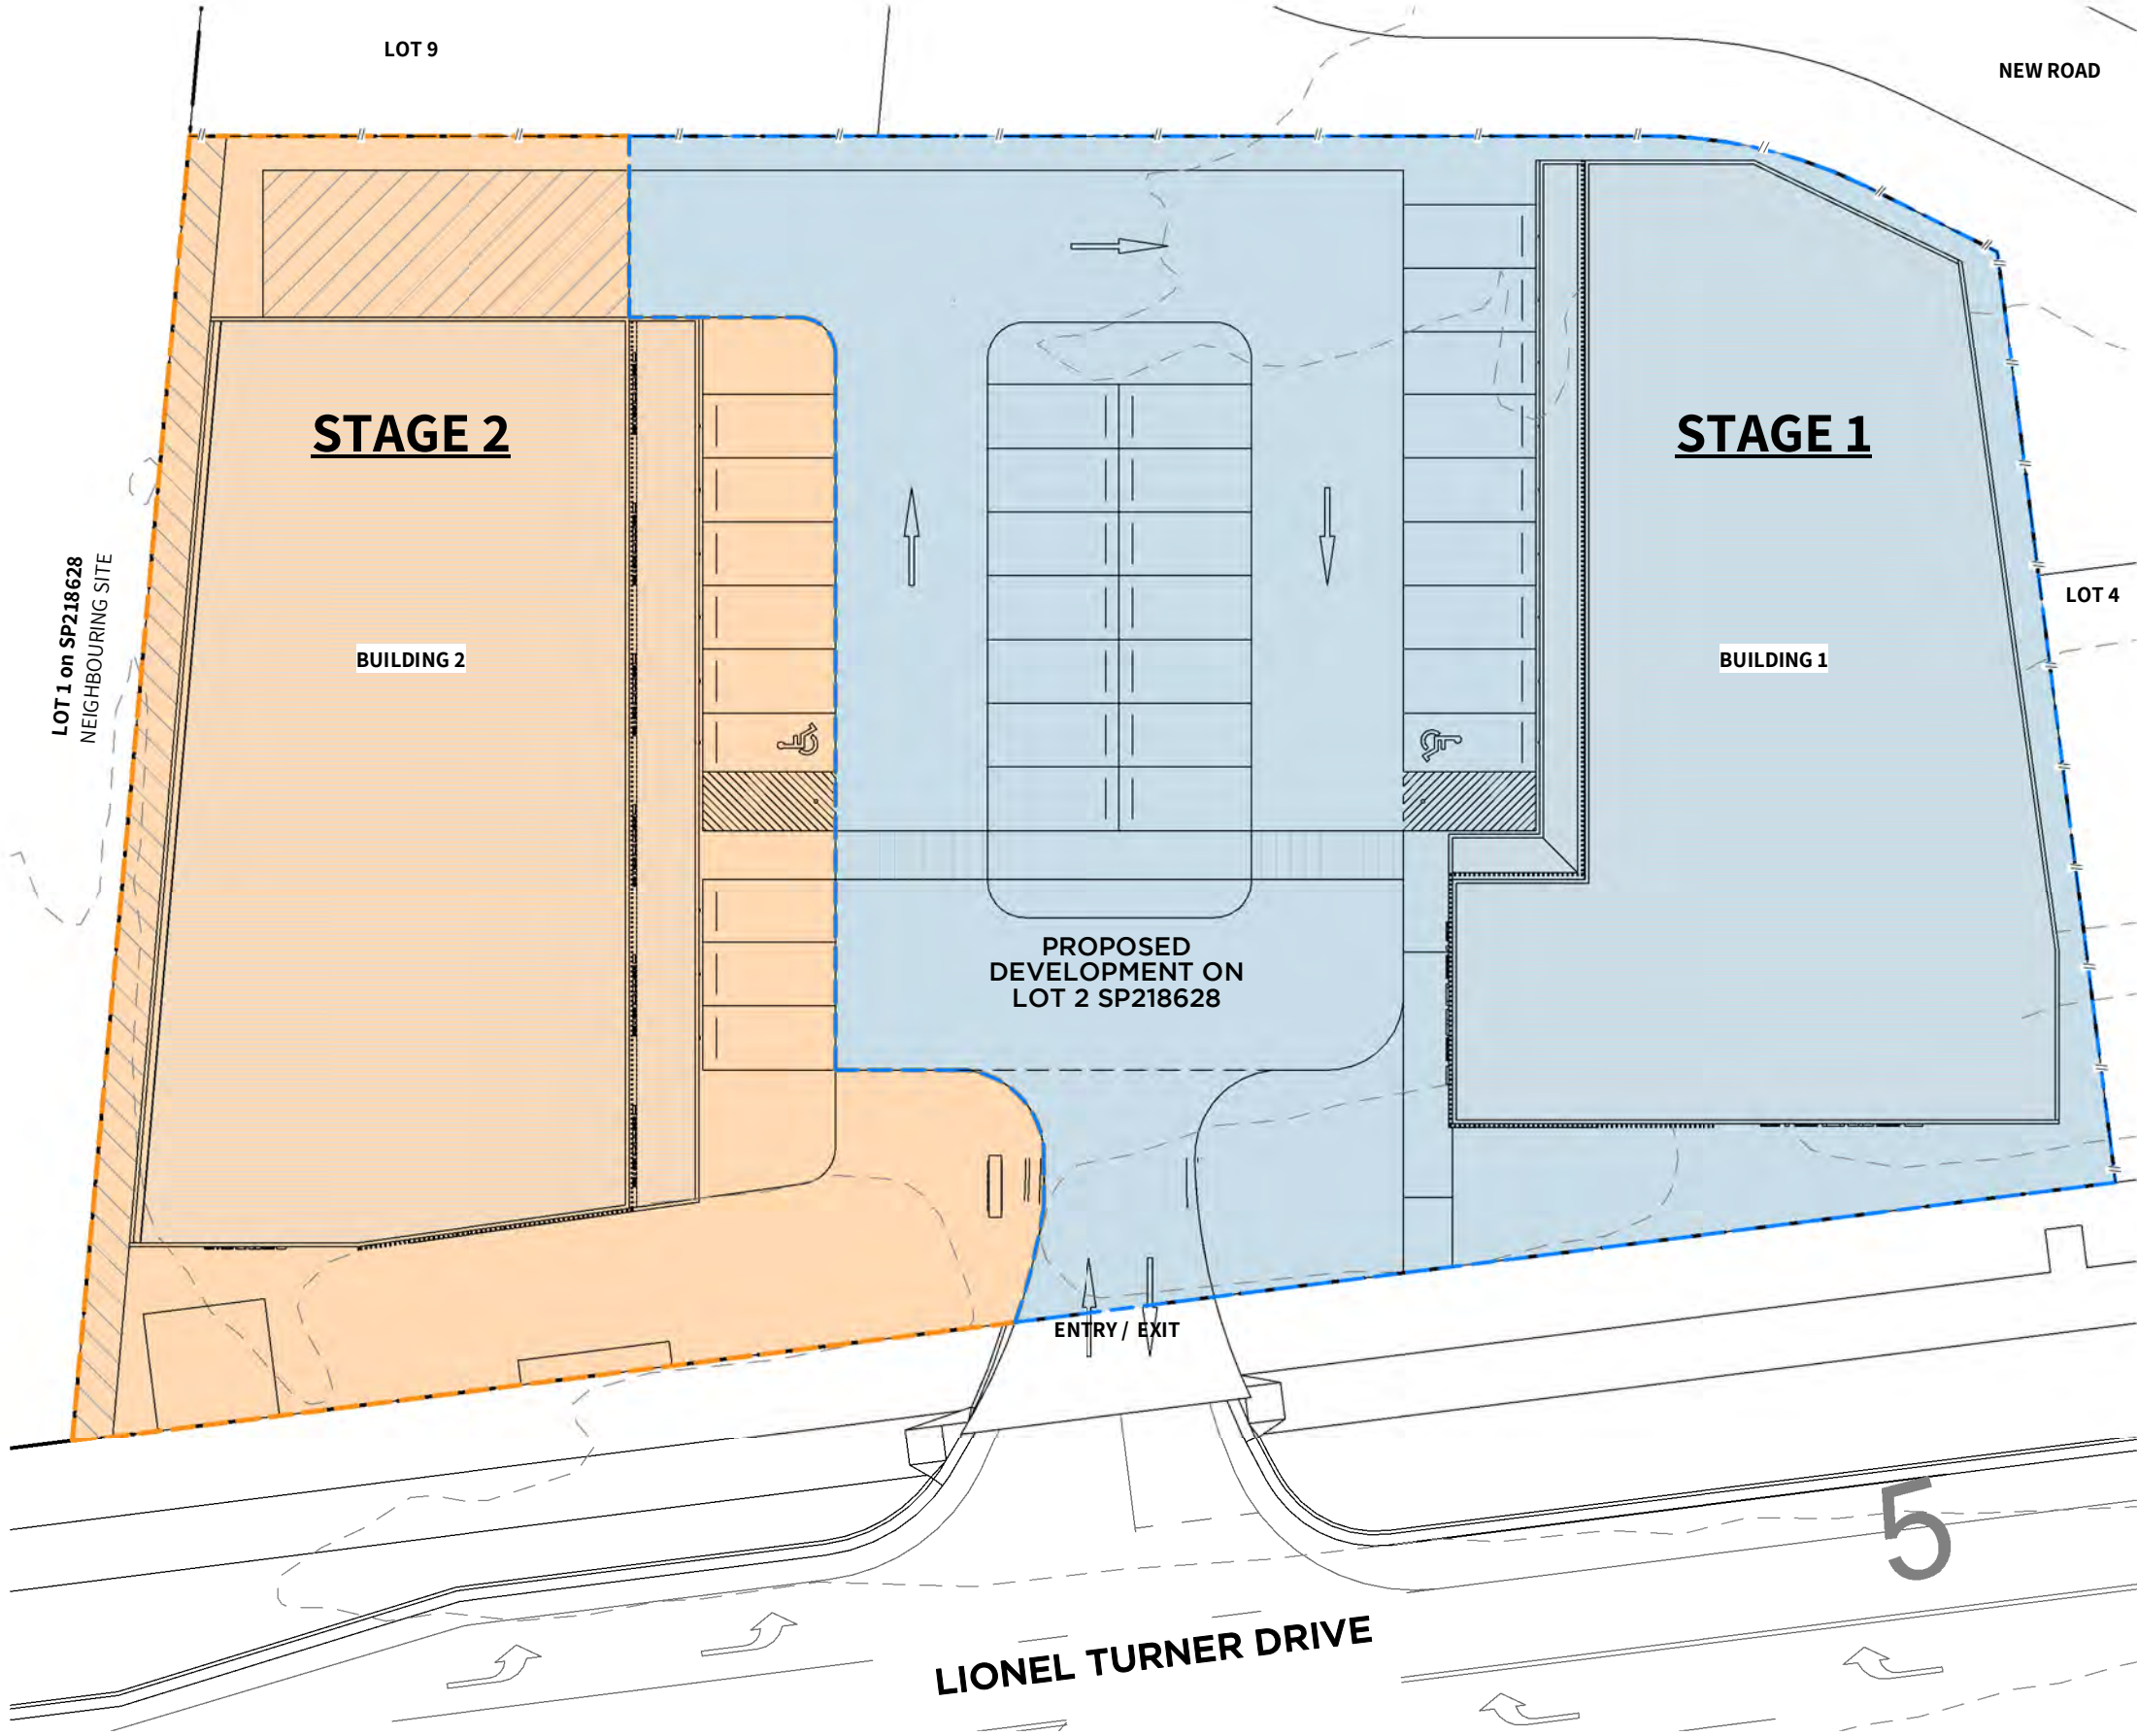 LOT 9
NEW ROAD
STAGE 2
STAGE 1
LOT 1 on SP218628
NEIGHBOURING SITE
LOT 4
BUILDING 2
BUILDING 1
PROPOSED
DEVELOPMENT ON
LOT 2 SP218628
ENTRY / EXIT
5
LIONEL TURNER DRIVE